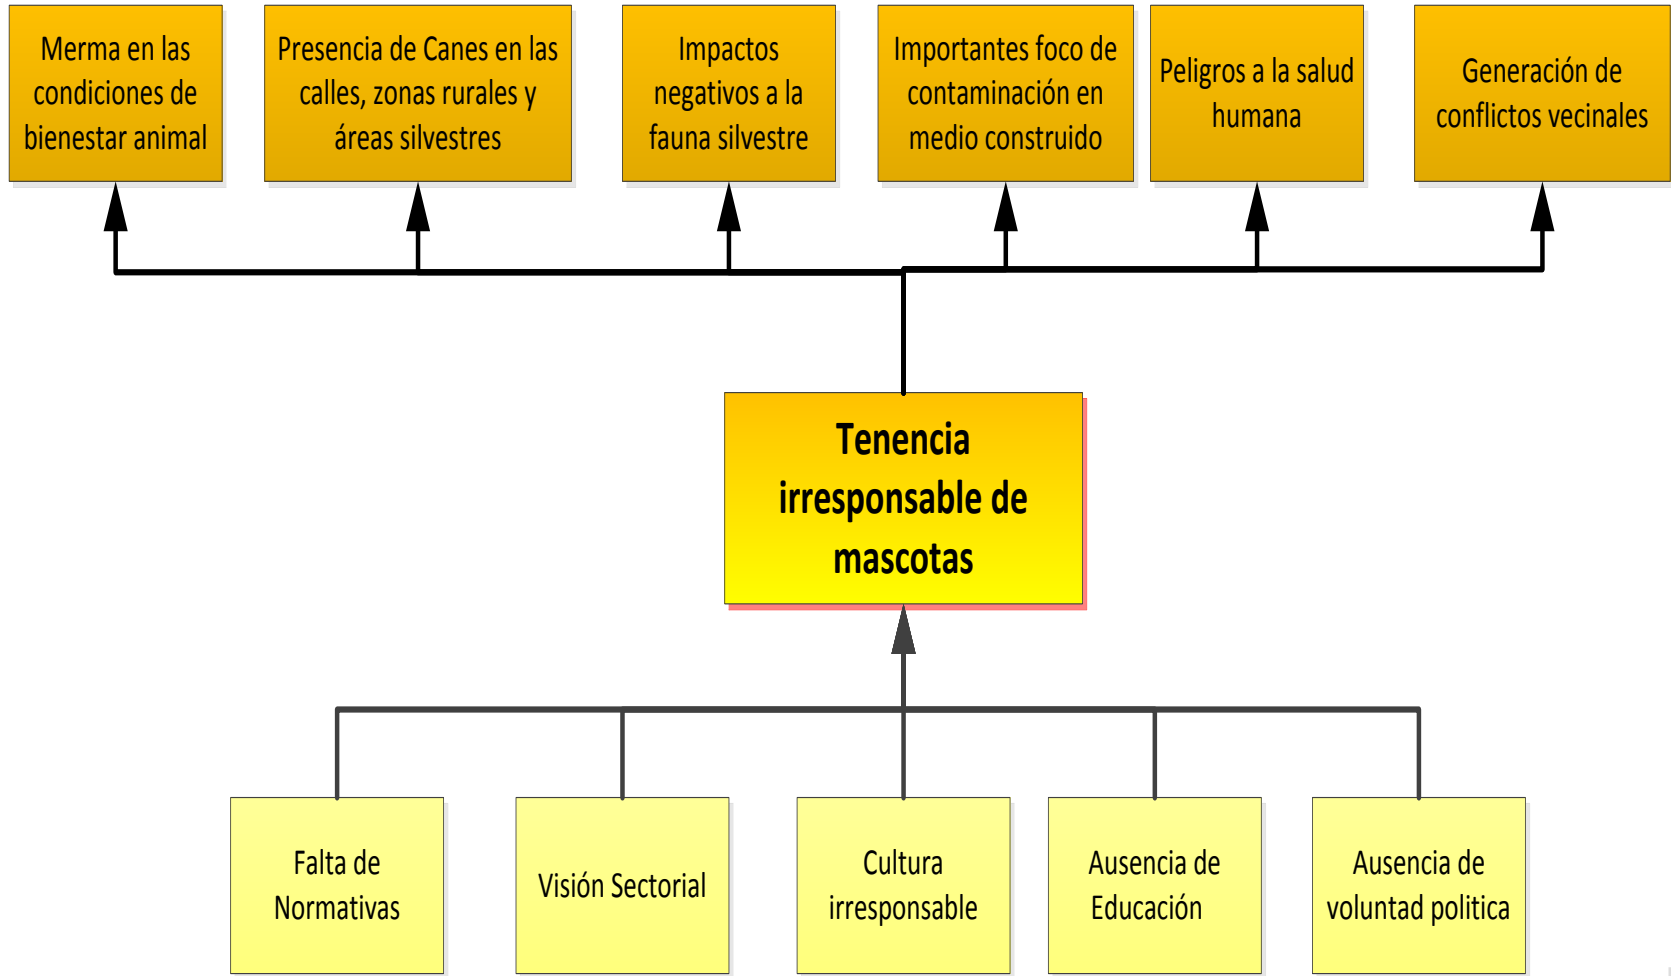 Merma en las
condiciones de
bienestar animal
Presencia de Canes en las
calles, zonas rurales y
áreas silvestres
Impactos
negativos a la
fauna silvestre
Importantes foco de
contaminación en
medio construido
Peligros a la salud
humana
Generación de
conflictos vecinales
Tenencia
irresponsable de
mascotas
Falta de
Normativas
Visión Sectorial
Cultura
irresponsable
Ausencia de
Educación
Ausencia de
voluntad politica